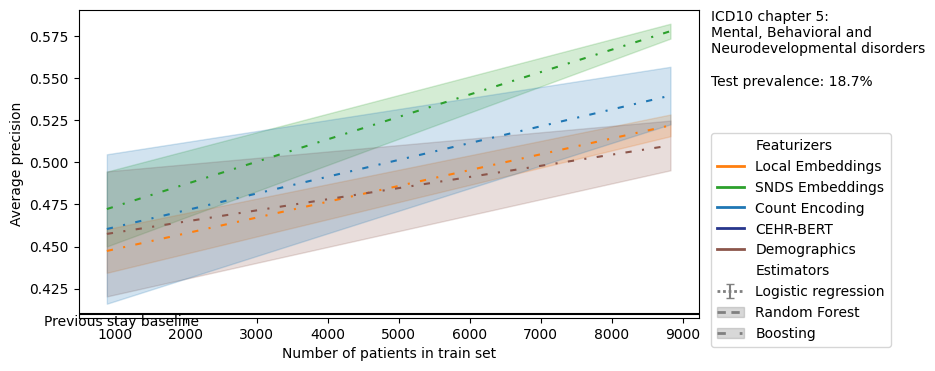 0.575
0.550
0.525
0.500
0.475
0.450
0.425
Average precision
Previous stay baseline
1000
2000
3000
4000
5000
6000
7000
8000
9000
Number of patients in train set
ICD10 chapter 5:
Mental, Behavioral and
Neurodevelopmental disorders
Test prevalence: 18.7%
Featurizers
Local Embeddings
SNDS Embeddings
Count Encoding
CEHR-BERT
Demographics
Estimators
Logistic regression
Random Forest
Boosting